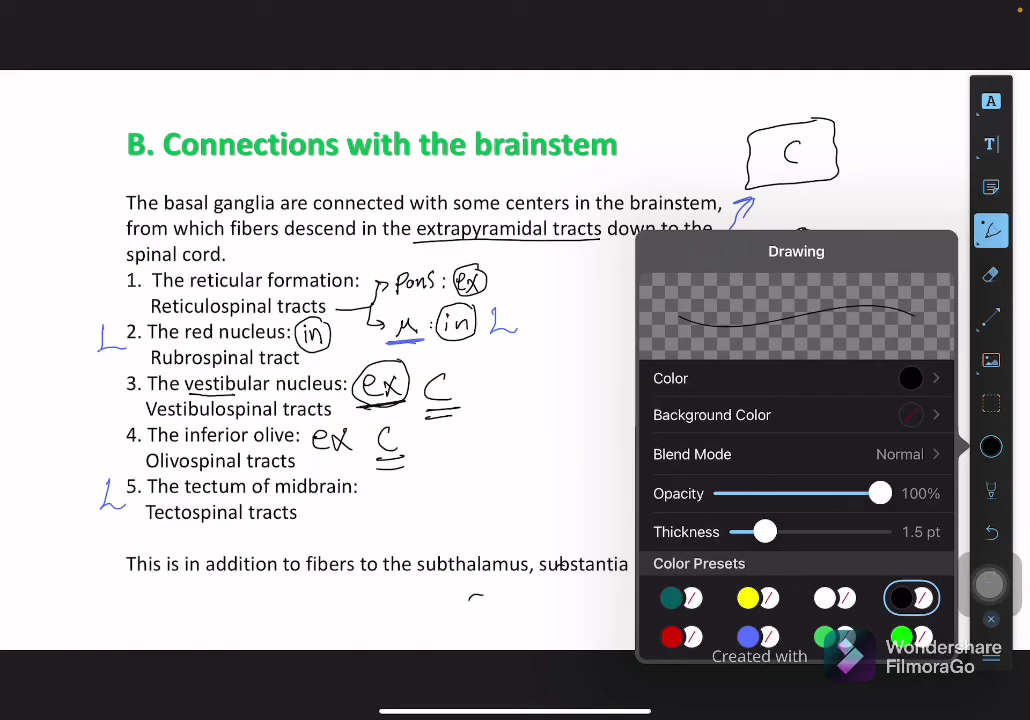 B. Connections with the brainstem
C
The basal ganglia are connected with some centers in the brainstem,
from which fibers descend in the extrapyramidal tracts down to the
spinal cord.
1. The reticular formation: pons: ex
Reticulospinal tracts μ: in L
L 2. The red nucleus: in
Rubrospinal tract
3. The vestibular nucleus: ex C
Vestibulospinal tracts
4. The inferior olive: ex C
Olivospinal tracts
L 5. The tectum of midbrain:
Tectospinal tracts
This is in addition to fibers to the subthalamus, substantia
Drawing
Color
Background Color
Blend Mode Normal
Opacity 100%
Thickness 1.5 pt
Color Presets
A
T
Created with
Wondershare
FilmoraGo